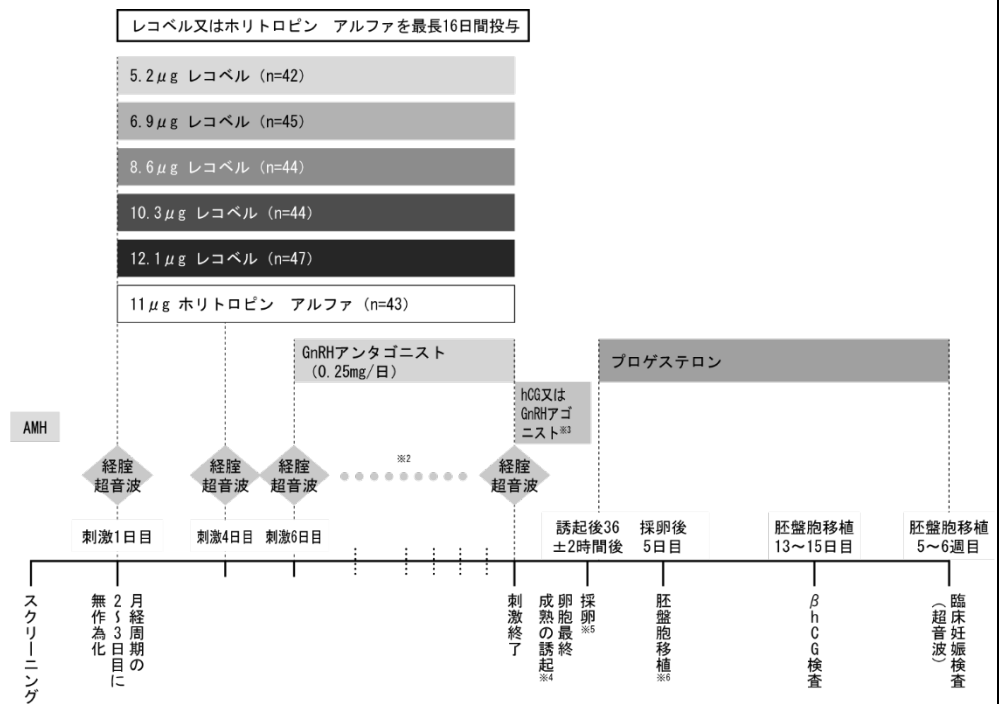 レコベル又はホリトロピン　アルファを最長16日間投与
5.2μg レコベル（n=42）
6.9μg レコベル（n=45）
8.6μg レコベル（n=44）
10.3μg レコベル（n=44）
12.1μg レコベル（n=47）
11μg ホリトロピン　アルファ（n=43）
GnRHアンタゴニスト
（0.25mg/日）
プロゲステロン
hCG又は
GnRHアゴ
ニスト※3
AMH
経腟
超音波
経腟
超音波
経腟
超音波
※2
経腟
超音波
刺激1日目
刺激4日目
刺激6日目
誘起後36
±2時間後
採卵後
5日目
胚盤胞移植
13～15日目
胚盤胞移植
5～6週目
スクリーニング
月経周期の
2～3日目に
無作為化
刺激終了
卵胞最終
成熟の誘起※4
採卵※5
胚盤胞移植※6
βhCG検査
臨床妊娠検査
（超音波）